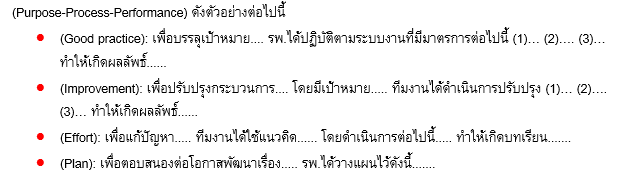 (Purpose-Process-Performance) ดังตัวอย่างต่อไปนี้
(Good practice): เพื่อบรรลุเป้าหมาย.... รพ.ได้ปฏิบัติตามระบบงานที่มีมาตรการต่อไปนี้ (1)... (2).... (3)...
ทำให้เกิดผลลัพธ์......
(Improvement): เพื่อปรับปรุงกระบวนการ.... โดยมีเป้าหมาย..... ทีมงานได้ดำเนินการปรับปรุง (1)... (2)....
(3)... ทำให้เกิดผลลัพธ์......
(Effort): เพื่อแก้ปัญหา..... ทีมงานได้ใช้แนวคิด...... โดยดำเนินการต่อไปนี้..... ทำให้เกิดบทเรียน.......
(Plan): เพื่อตอบสนองต่อโอกาสพัฒนาเรื่อง..... รพ.ได้วางแผนไว้ดังนี้.......